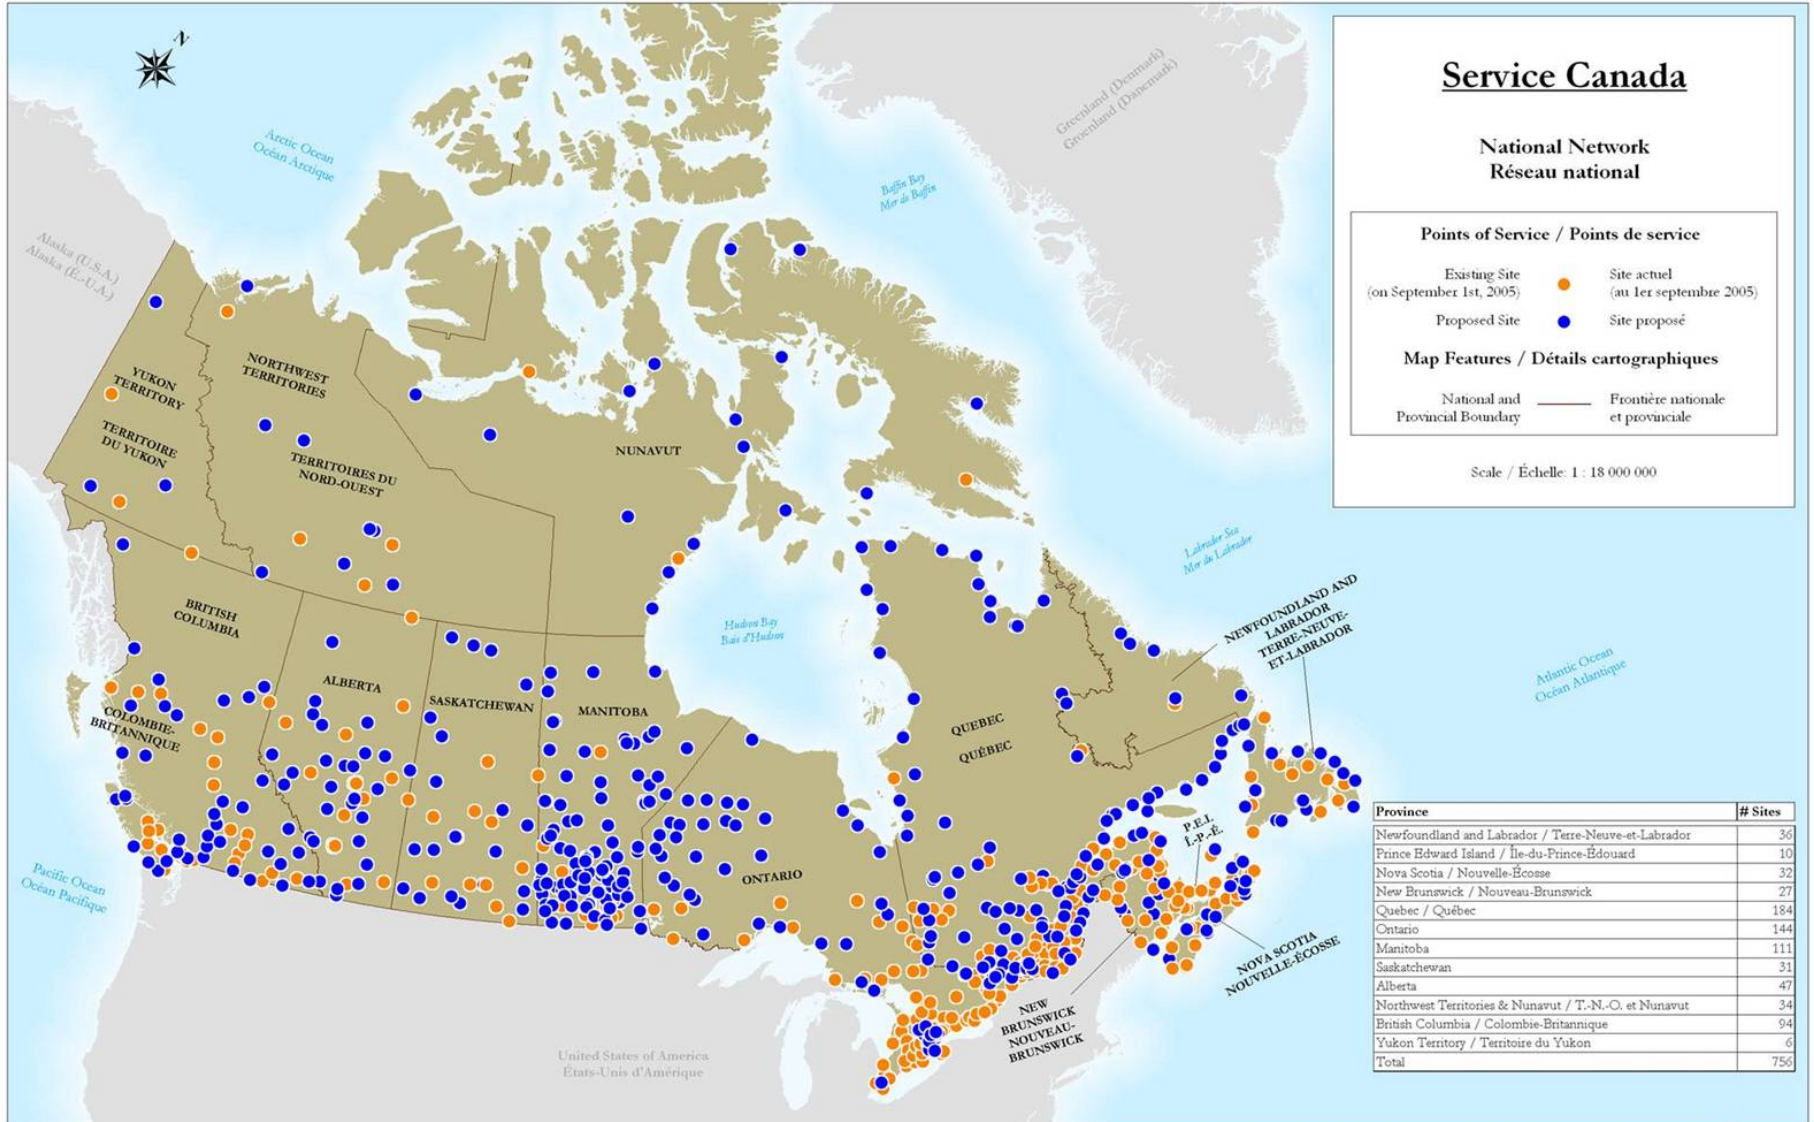 N
Service Canada
National Network
Réseau national
Points of Service / Points de service
Existing Site
(on September 1st, 2005)
Site actuel
(au 1er septembre 2005)
Proposed Site
Site proposé
Map Features / Détails cartographiques
National and
Provincial Boundary
Frontière nationale
et provinciale
Scale / Échelle: 1 : 18 000 000
Greenland (Denmark)
Groenland (Danemark)
Arctic Ocean
Océan Arctique
Baffin Bay
Mer de Baffin
Alaska (U.S.A.)
Alaska (É.-U.A.)
YUKON
TERRITORY
TERRITOIRE
DU YUKON
NORTHWEST
TERRITORIES
TERRITOIRES DU
NORD-OUEST
NUNAVUT
Labrador Sea
Mer du Labrador
BRITISH
COLUMBIA
COLOMBIE-
BRITANNIQUE
ALBERTA
SASKATCHEWAN
MANITOBA
Hudson Bay
Baie d'Hudson
QUEBEC
QUÉBEC
ONTARIO
NEWFOUNDLAND AND
LABRADOR
TERRE-NEUVE-
ET-LABRADOR
Atlantic Ocean
Océan Atlantique
P.E.I.
Î.-P.-É.
NOVA SCOTIA
NOUVELLE-ÉCOSSE
NEW
BRUNSWICK
NOUVEAU-
BRUNSWICK
Pacific Ocean
Océan Pacifique
United States of America
États-Unis d'Amérique
Province # Sites
Newfoundland and Labrador / Terre-Neuve-et-Labrador 36
Prince Edward Island / Île-du-Prince-Édouard 10
Nova Scotia / Nouvelle-Écosse 32
New Brunswick / Nouveau-Brunswick 27
Quebec / Québec 184
Ontario 144
Manitoba 111
Saskatchewan 31
Alberta 47
Northwest Territories & Nunavut / T.-N.-O. et Nunavut 34
British Columbia / Colombie-Britannique 94
Yukon Territory / Territoire du Yukon 6
Total 756